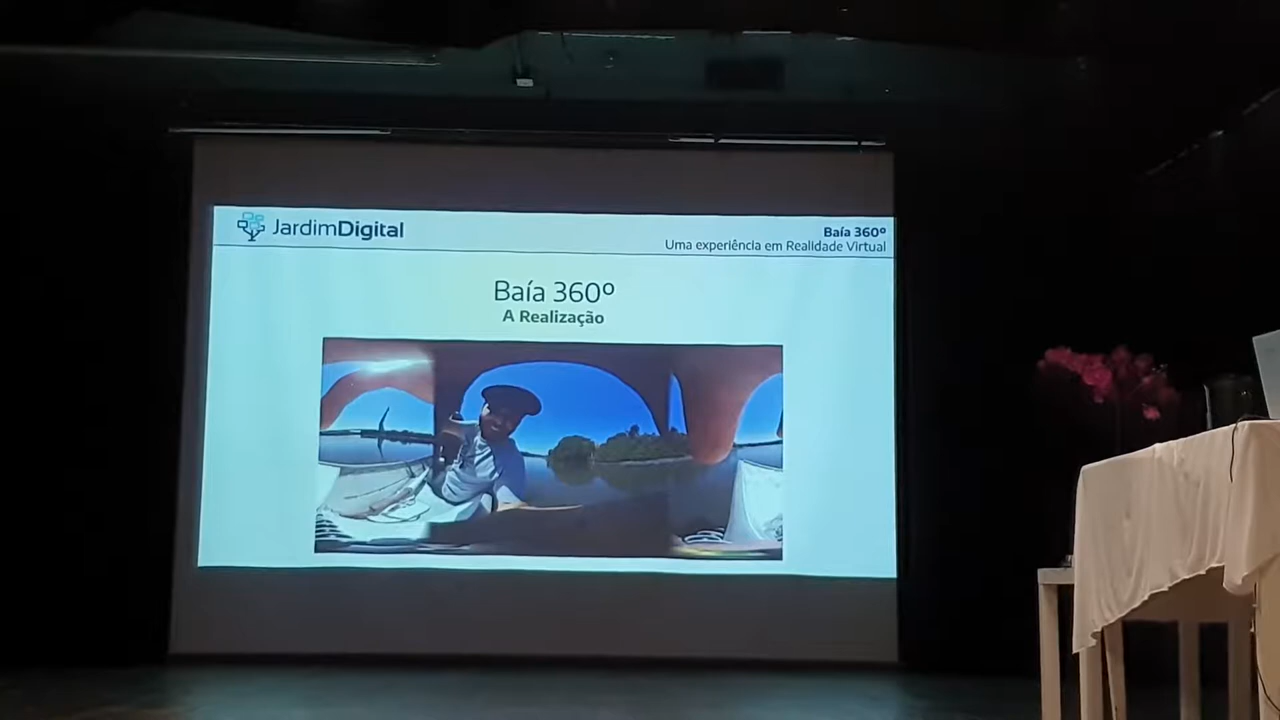 JardimDigital
Baía 360º
Uma experiência em Realidade Virtual
Baía 360º
A Realização